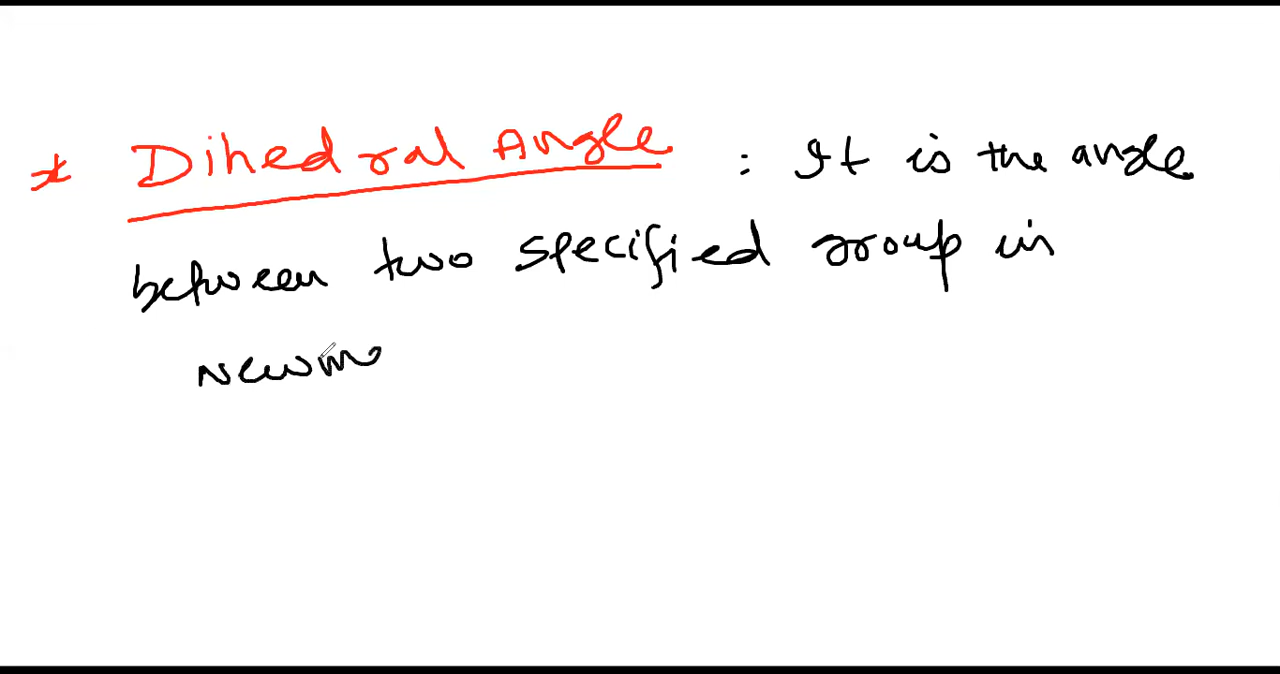 * Dihedral Angle : It is the angle
between two specified group in
Newm